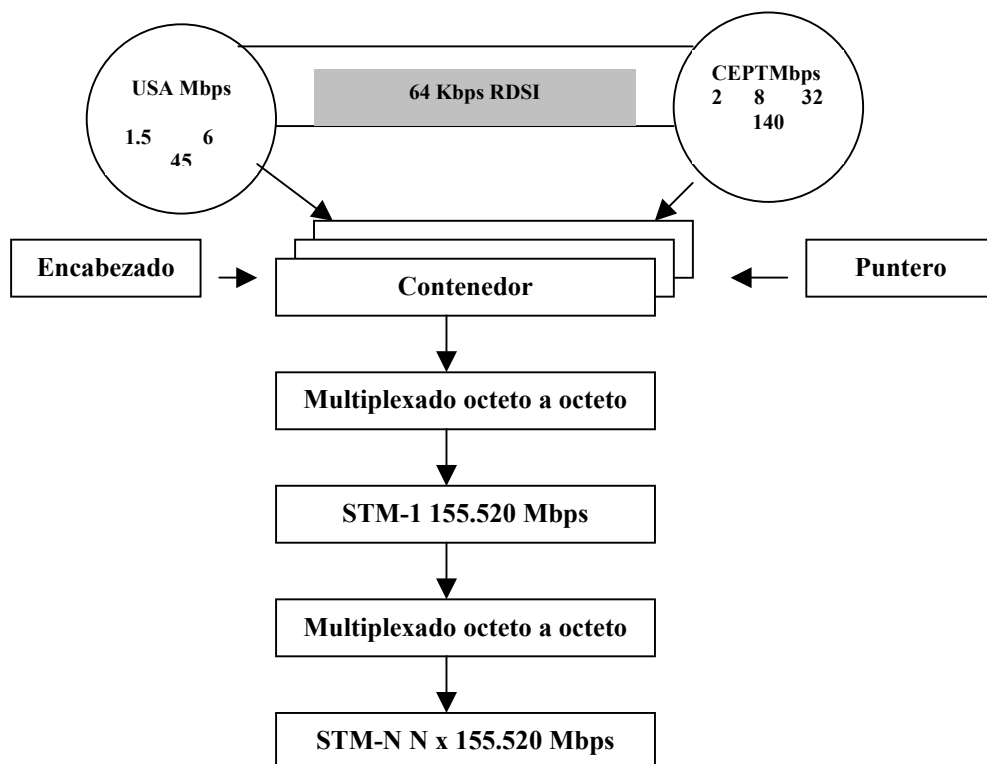 USA Mbps
1.5 6
45
64 Kbps RDSI
CEPTMbps
2 8 32
140
Encabezado
Contenedor
Puntero
Multiplexado octeto a octeto
STM-1 155.520 Mbps
Multiplexado octeto a octeto
STM-N N x 155.520 Mbps